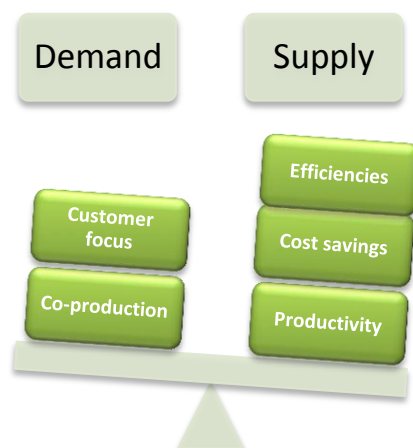 Demand
Supply
Customer
focus
Co-production
Efficiencies
Cost savings
Productivity